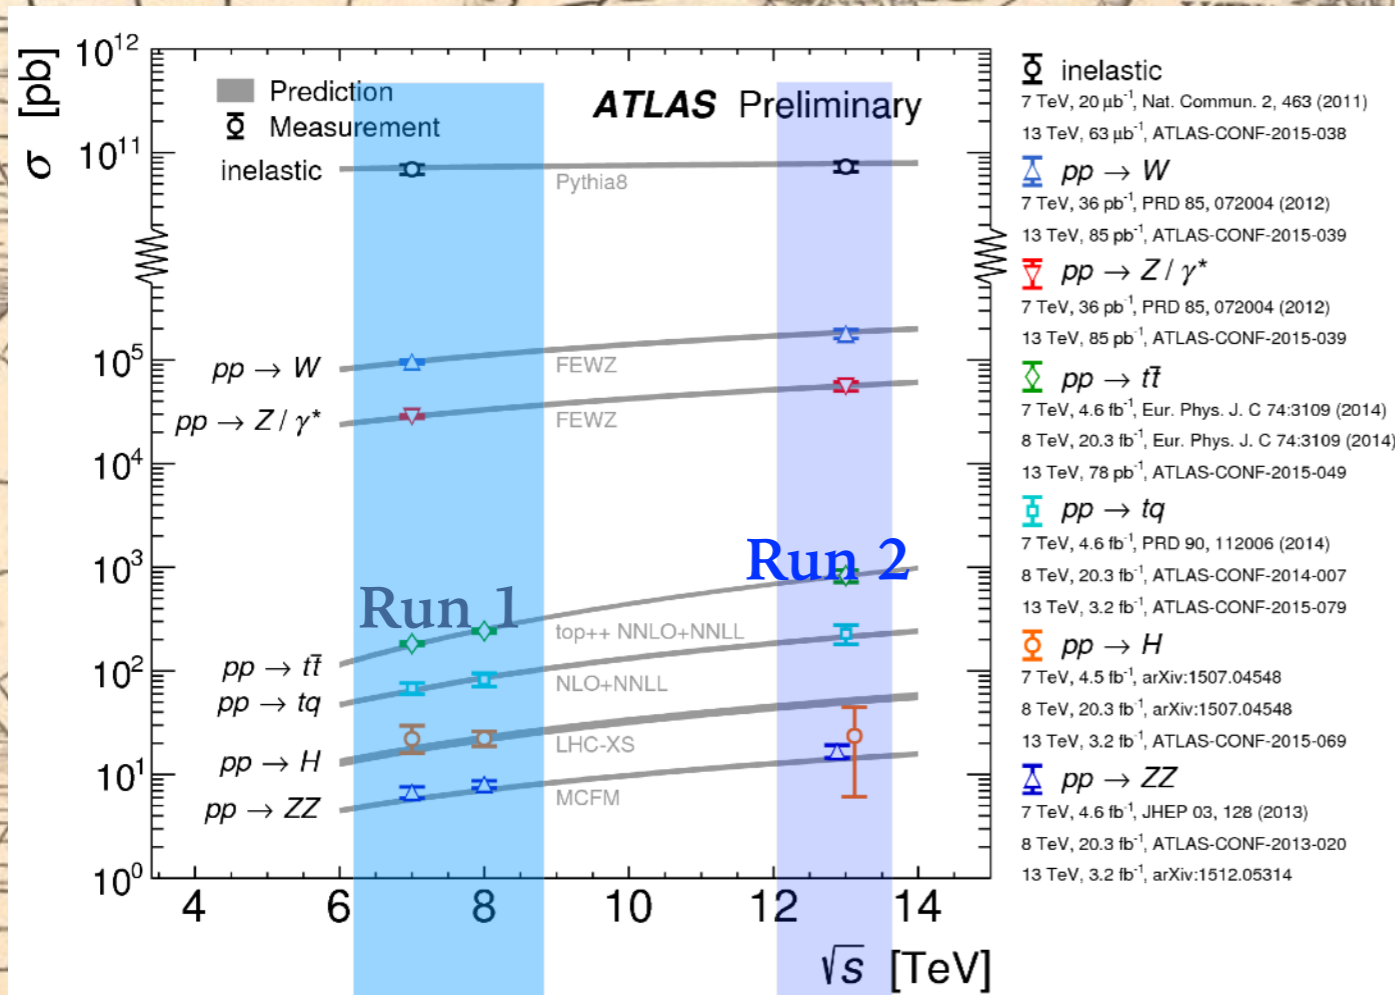 σ [pb]
10¹²
10¹¹
10⁵
10⁴
10³
10²
10¹
10⁰
Prediction
Measurement
ATLAS Preliminary
inelastic
Pythia8
pp → W
FEWZ
pp → Z / γ*
FEWZ
Run 1
Run 2
pp → tt̄
top++ NNLO+NNLL
pp → tq
NLO+NNLL
pp → H
LHC-XS
pp → ZZ
MCFM
4 6 8 10 12 14
√s [TeV]
inelastic
7 TeV, 20 μb⁻¹, Nat. Commun. 2, 463 (2011)
13 TeV, 63 μb⁻¹, ATLAS-CONF-2015-038
pp → W
7 TeV, 36 pb⁻¹, PRD 85, 072004 (2012)
13 TeV, 85 pb⁻¹, ATLAS-CONF-2015-039
pp → Z / γ*
7 TeV, 36 pb⁻¹, PRD 85, 072004 (2012)
13 TeV, 85 pb⁻¹, ATLAS-CONF-2015-039
pp → tt̄
7 TeV, 4.6 fb⁻¹, Eur. Phys. J. C 74:3109 (2014)
8 TeV, 20.3 fb⁻¹, Eur. Phys. J. C 74:3109 (2014)
13 TeV, 78 pb⁻¹, ATLAS-CONF-2015-049
pp → tq
7 TeV, 4.6 fb⁻¹, PRD 90, 112006 (2014)
8 TeV, 20.3 fb⁻¹, ATLAS-CONF-2014-007
13 TeV, 3.2 fb⁻¹, ATLAS-CONF-2015-079
pp → H
7 TeV, 4.5 fb⁻¹, arXiv:1507.04548
8 TeV, 20.3 fb⁻¹, arXiv:1507.04548
13 TeV, 3.2 fb⁻¹, ATLAS-CONF-2015-069
pp → ZZ
7 TeV, 4.6 fb⁻¹, JHEP 03, 128 (2013)
8 TeV, 20.3 fb⁻¹, ATLAS-CONF-2013-020
13 TeV, 3.2 fb⁻¹, arXiv:1512.05314